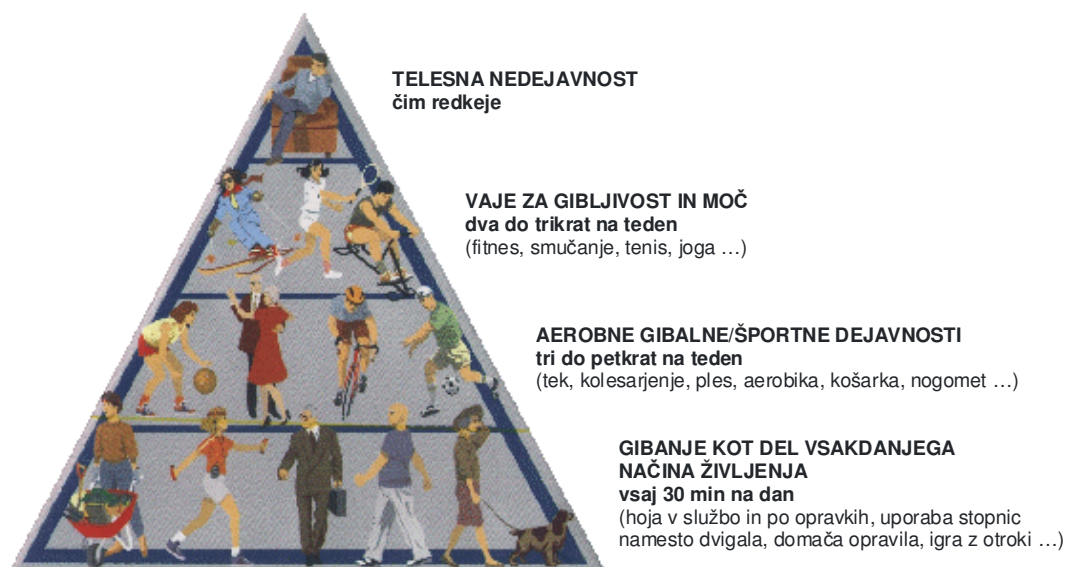 TELESNA NEDEJAVNOST
čim redkeje
VAJE ZA GIBLJIVOST IN MOČ
dva do trikrat na teden
(fitnes, smučanje, tenis, joga …)
AEROBNE GIBALNE/ŠPORTNE DEJAVNOSTI
tri do petkrat na teden
(tek, kolesarjenje, ples, aerobika, košarka, nogomet …)
GIBANJE KOT DEL VSAKDANJEGA
NAČINA ŽIVLJENJA
vsaj 30 min na dan
(hoja v službo in po opravkih, uporaba stopnic
namesto dvigala, domača opravila, igra z otroki …)